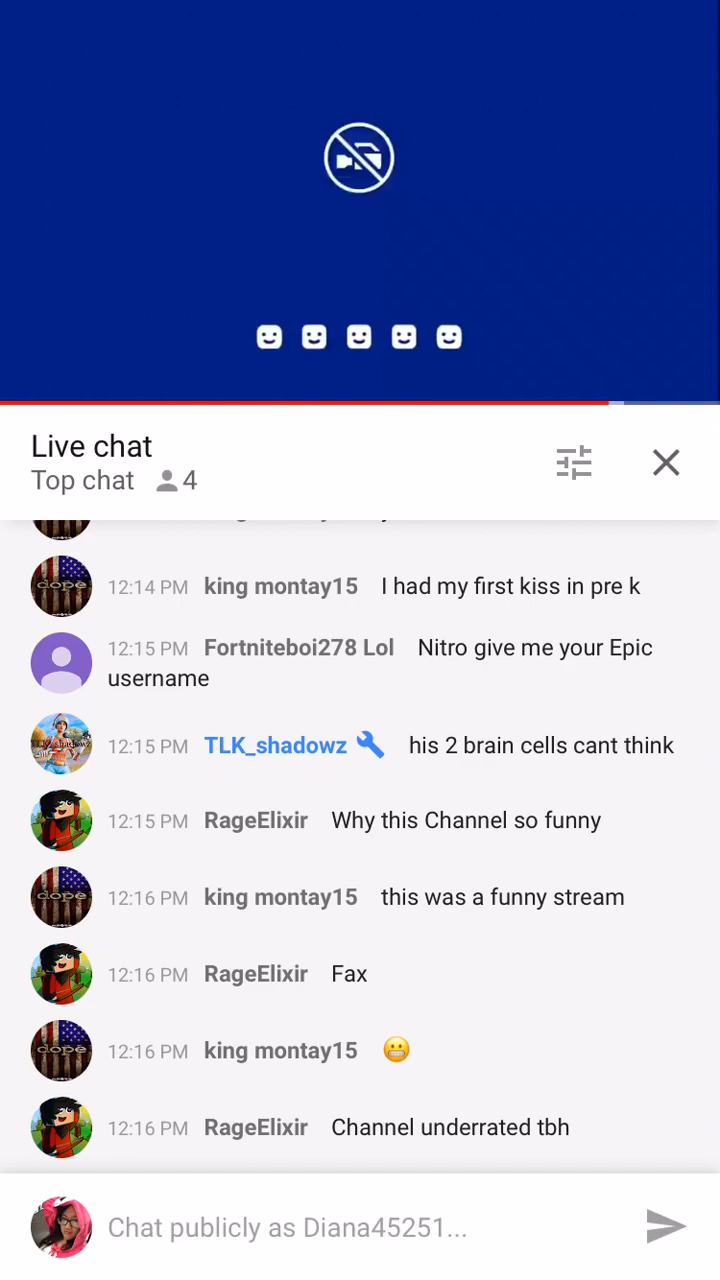 Live chat
Top chat 4
12:14 PM king montay15 I had my first kiss in pre k
12:15 PM Fortniteboi278 Lol Nitro give me your Epic
username
12:15 PM TLK_shadowz his 2 brain cells cant think
12:15 PM RageElixir Why this Channel so funny
12:16 PM king montay15 this was a funny stream
12:16 PM RageElixir Fax
12:16 PM king montay15 😬
12:16 PM RageElixir Channel underrated tbh
Chat publicly as Diana45251...
dope
dope
dope